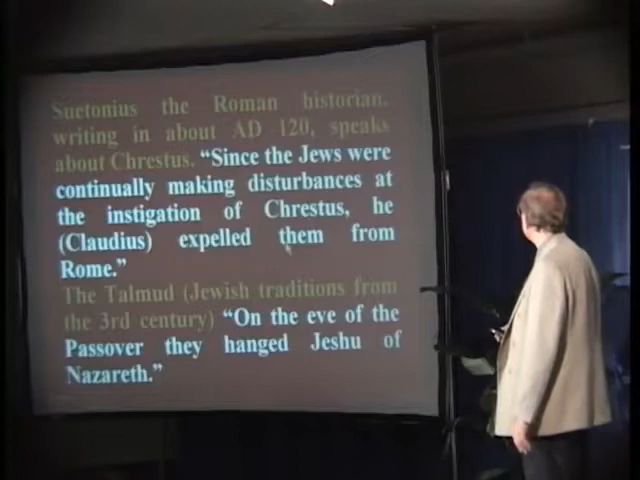 Suetonius the Roman historian,
writing in about AD 120, speaks
about Chrestus. “Since the Jews were
continually making disturbances at
the instigation of Chrestus, he
(Claudius) expelled them from
Rome.”
The Talmud (Jewish traditions from
the 3rd century) “On the eve of the
Passover they hanged Jeshu of
Nazareth.”